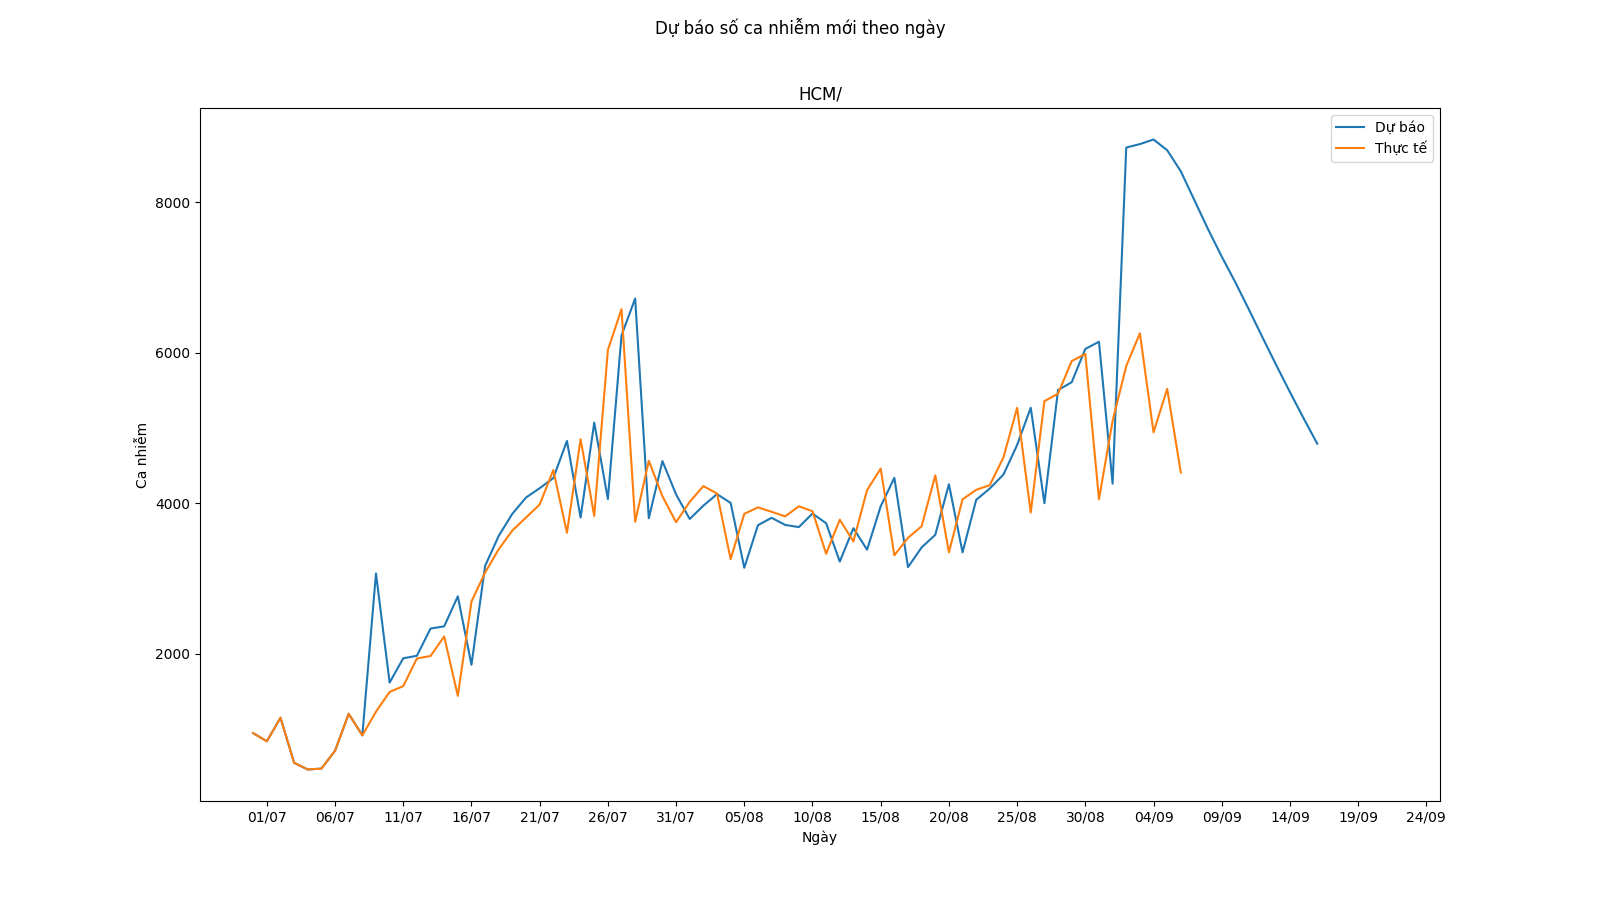 Dự báo số ca nhiễm mới theo ngày
HCM/
Dự báo
Thực tế
8000
6000
4000
2000
Ca nhiễm
01/07 06/07 11/07 16/07 21/07 26/07 31/07 05/08 10/08 15/08 20/08 25/08 30/08 04/09 09/09 14/09 19/09 24/09
Ngày